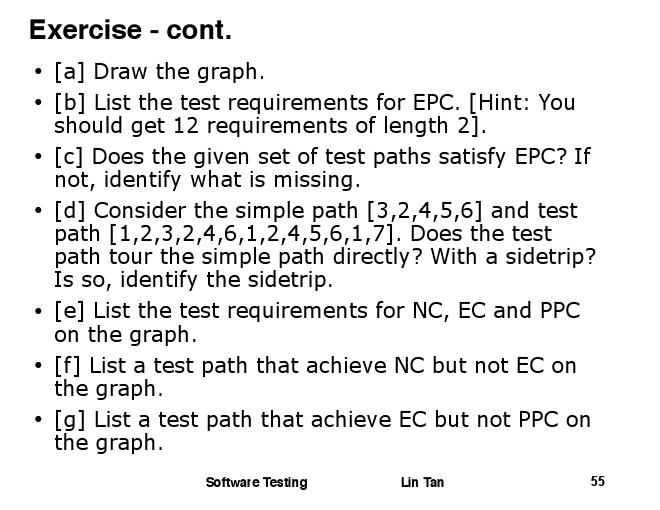 Exercise - cont.
• [a] Draw the graph.
• [b] List the test requirements for EPC. [Hint: You
should get 12 requirements of length 2].
• [c] Does the given set of test paths satisfy EPC? If
not, identify what is missing.
• [d] Consider the simple path [3,2,4,5,6] and test
path [1,2,3,2,4,6,1,2,4,5,6,1,7]. Does the test
path tour the simple path directly? With a sidetrip?
Is so, identify the sidetrip.
• [e] List the test requirements for NC, EC and PPC
on the graph.
• [f] List a test path that achieve NC but not EC on
the graph.
• [g] List a test path that achieve EC but not PPC on
the graph.
Software Testing Lin Tan 55